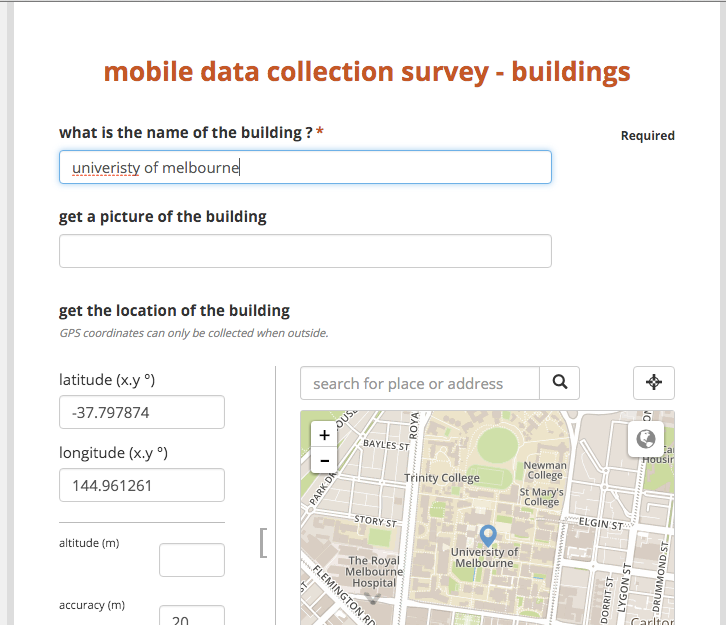 mobile data collection survey - buildings
what is the name of the building ? *
Required
univeristy of melbourne
get a picture of the building
get the location of the building
GPS coordinates can only be collected when outside.
latitude (x.y °)
-37.797874
longitude (x.y °)
144.961261
altitude (m)
accuracy (m)
20
search for place or address
+
−
BAYLES ST
ROYA
PARK DR
Trinity College
Newman
College
St Mary's
College
Housin
STORY ST
ELGIN ST
University of
Melbourne
The Royal
Melbourne
Hospital
FLEMINGTON RD
ST
DORRIT ST
LYGON ST
DRUMMOND ST
Carlton